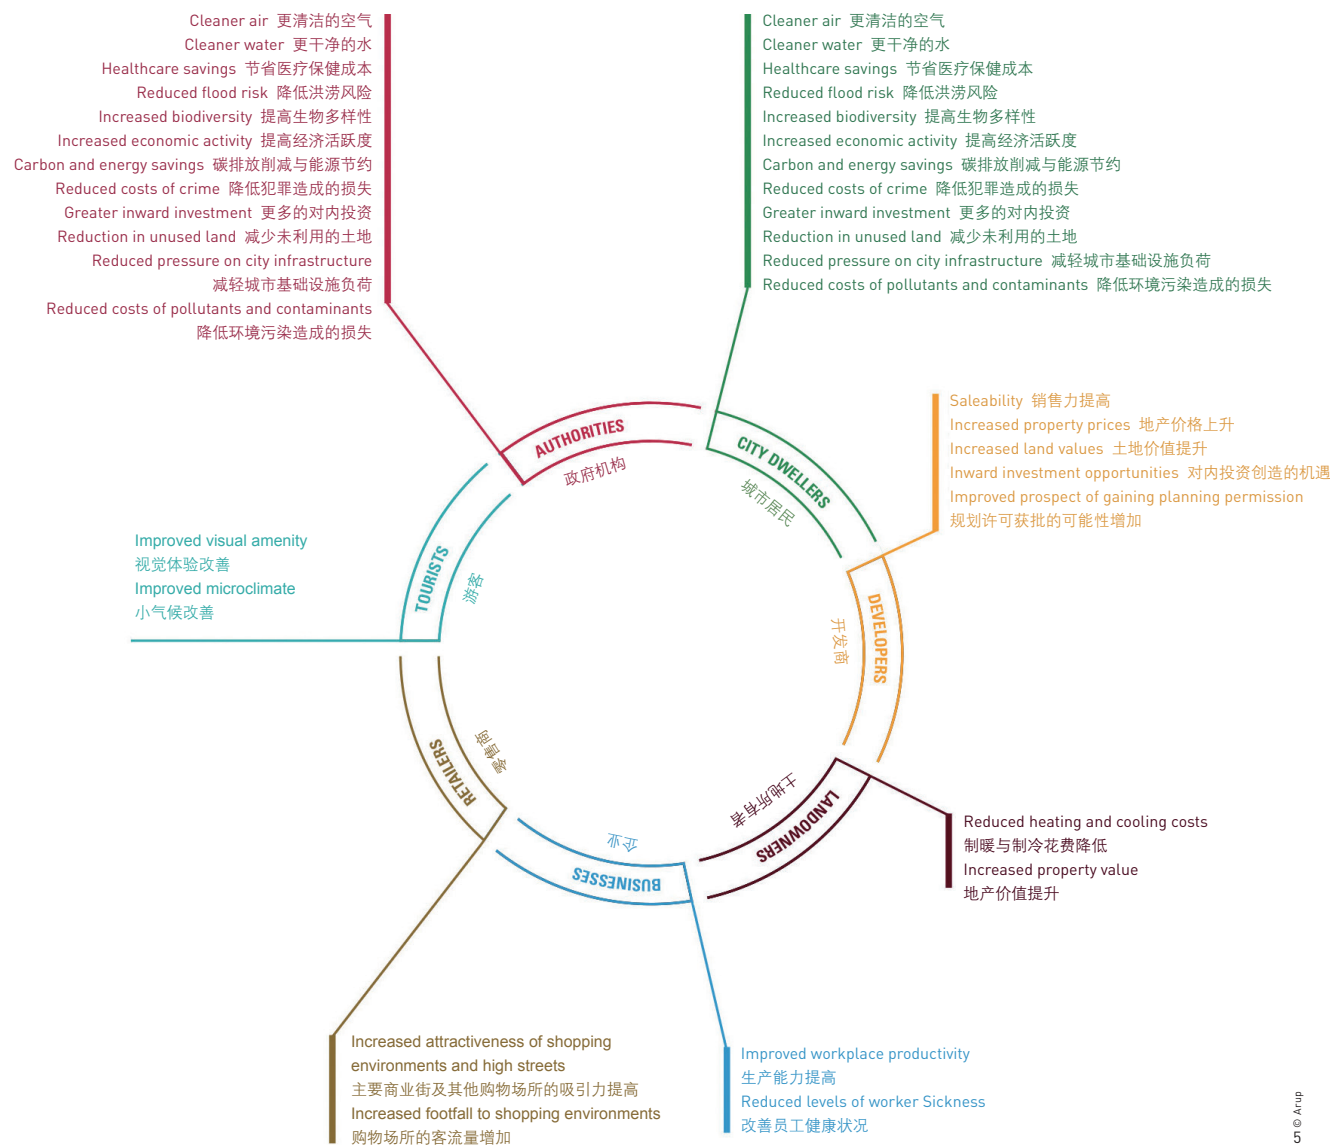 Cleaner air 更清洁的空气
Cleaner water 更干净的水
Healthcare savings 节省医疗保健成本
Reduced flood risk 降低洪涝风险
Increased biodiversity 提高生物多样性
Increased economic activity 提高经济活跃度
Carbon and energy savings 碳排放削减与能源节约
Reduced costs of crime 降低犯罪造成的损失
Greater inward investment 更多的对内投资
Reduction in unused land 减少未利用的土地
Reduced pressure on city infrastructure
减轻城市基础设施负荷
Reduced costs of pollutants and contaminants
降低环境污染造成的损失
Cleaner air 更清洁的空气
Cleaner water 更干净的水
Healthcare savings 节省医疗保健成本
Reduced flood risk 降低洪涝风险
Increased biodiversity 提高生物多样性
Increased economic activity 提高经济活跃度
Carbon and energy savings 碳排放削减与能源节约
Reduced costs of crime 降低犯罪造成的损失
Greater inward investment 更多的对内投资
Reduction in unused land 减少未利用的土地
Reduced pressure on city infrastructure 减轻城市基础设施负荷
Reduced costs of pollutants and contaminants 降低环境污染造成的损失
AUTHORITIES
政府机构
CITY DWELLERS
城市居民
Saleability 销售力提高
Increased property prices 地产价格上升
Increased land values 土地价值提升
Inward investment opportunities 对内投资创造的机遇
Improved prospect of gaining planning permission
规划许可获批的可能性增加
Improved visual amenity
视觉体验改善
Improved microclimate
小气候改善
TOURISTS
游客
DEVELOPERS
开发商
RETAILERS
零售商
LANDOWNERS
土地所有者
BUSINESSES
企业
Reduced heating and cooling costs
制暖与制冷花费降低
Increased property value
地产价值提升
Increased attractiveness of shopping
environments and high streets
主要商业街及其他购物场所的吸引力提高
Increased footfall to shopping environments
购物场所的客流量增加
Improved workplace productivity
生产能力提高
Reduced levels of worker Sickness
改善员工健康状况
5 © Arup